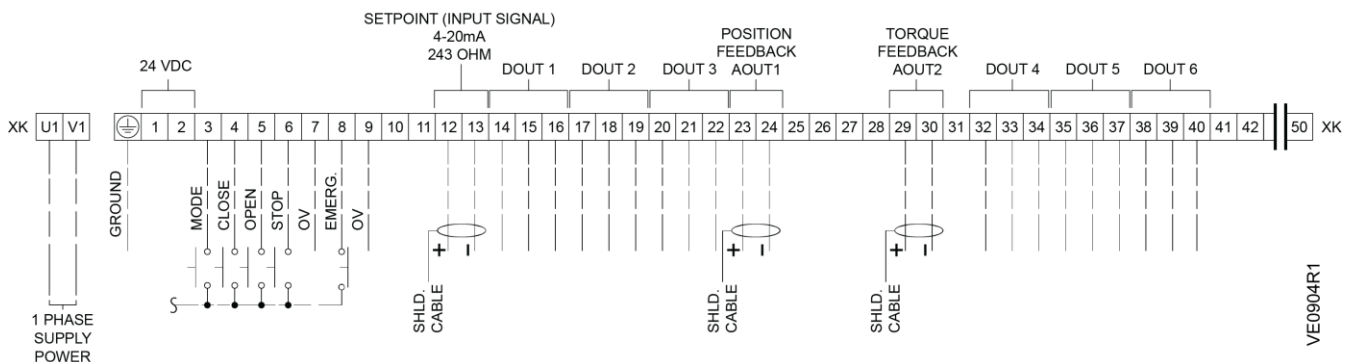 SETPOINT (INPUT SIGNAL)
4-20mA
243 OHM
POSITION
FEEDBACK
AOUT1
TORQUE
FEEDBACK
AOUT2
24 VDC
DOUT 1
DOUT 2
DOUT 3
DOUT 4
DOUT 5
DOUT 6
XK U1 V1 1 2 3 4 5 6 7 8 9 10 11 12 13 14 15 16 17 18 19 20 21 22 23 24 25 26 27 28 29 30 31 32 33 34 35 36 37 38 39 40 41 42 50 XK
GROUND
MODE
CLOSE
OPEN
STOP
OV
EMERG.
OV
+ –
SHLD.
CABLE
+ –
SHLD.
CABLE
+ –
SHLD.
CABLE
1 PHASE
SUPPLY
POWER
VE0904R1